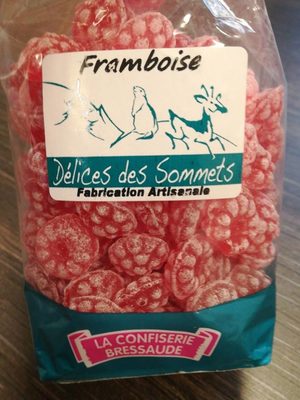 Framboise
Délices des Sommets
Fabrication Artisanale
LA CONFISERIE
BRESSAUDE